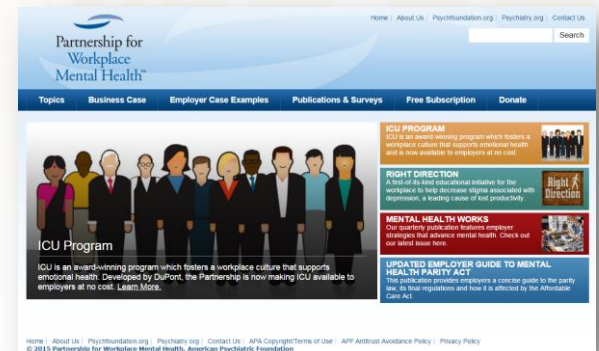 Home | About Us | Psychfoundation.org | Psychiatry.org | Contact Us
Search
Partnership for
Workplace
Mental Health™
Topics Business Case Employer Case Examples Publications & Surveys Free Subscription Donate
ICU Program
ICU is an award-winning program which fosters a workplace culture that supports
emotional health. Developed by DuPont, the Partnership is now making ICU available to
employers at no cost. Learn More.
ICU PROGRAM
ICU is an award-winning program which fosters a
workplace culture that supports emotional health
and is now available to employers at no cost.
RIGHT DIRECTION
A first-of-its-kind educational initiative for the
workplace to help decrease stigma associated with
depression, a leading cause of lost productivity.
Right
Direction
MENTAL HEALTH WORKS
Our quarterly publication features employer
strategies that advance mental health. Check out
our latest issue here.
UPDATED EMPLOYER GUIDE TO MENTAL
HEALTH PARITY ACT
This publication provides employers a concise guide to the parity
law, its final regulations and how it is affected by the Affordable
Care Act.
Home | About Us | Psychfoundation.org | Psychiatry.org | Contact Us | APA Copyright/Terms of Use | APF Antitrust Avoidance Policy | Privacy Policy
© 2015 Partnership for Workplace Mental Health, American Psychiatric Foundation